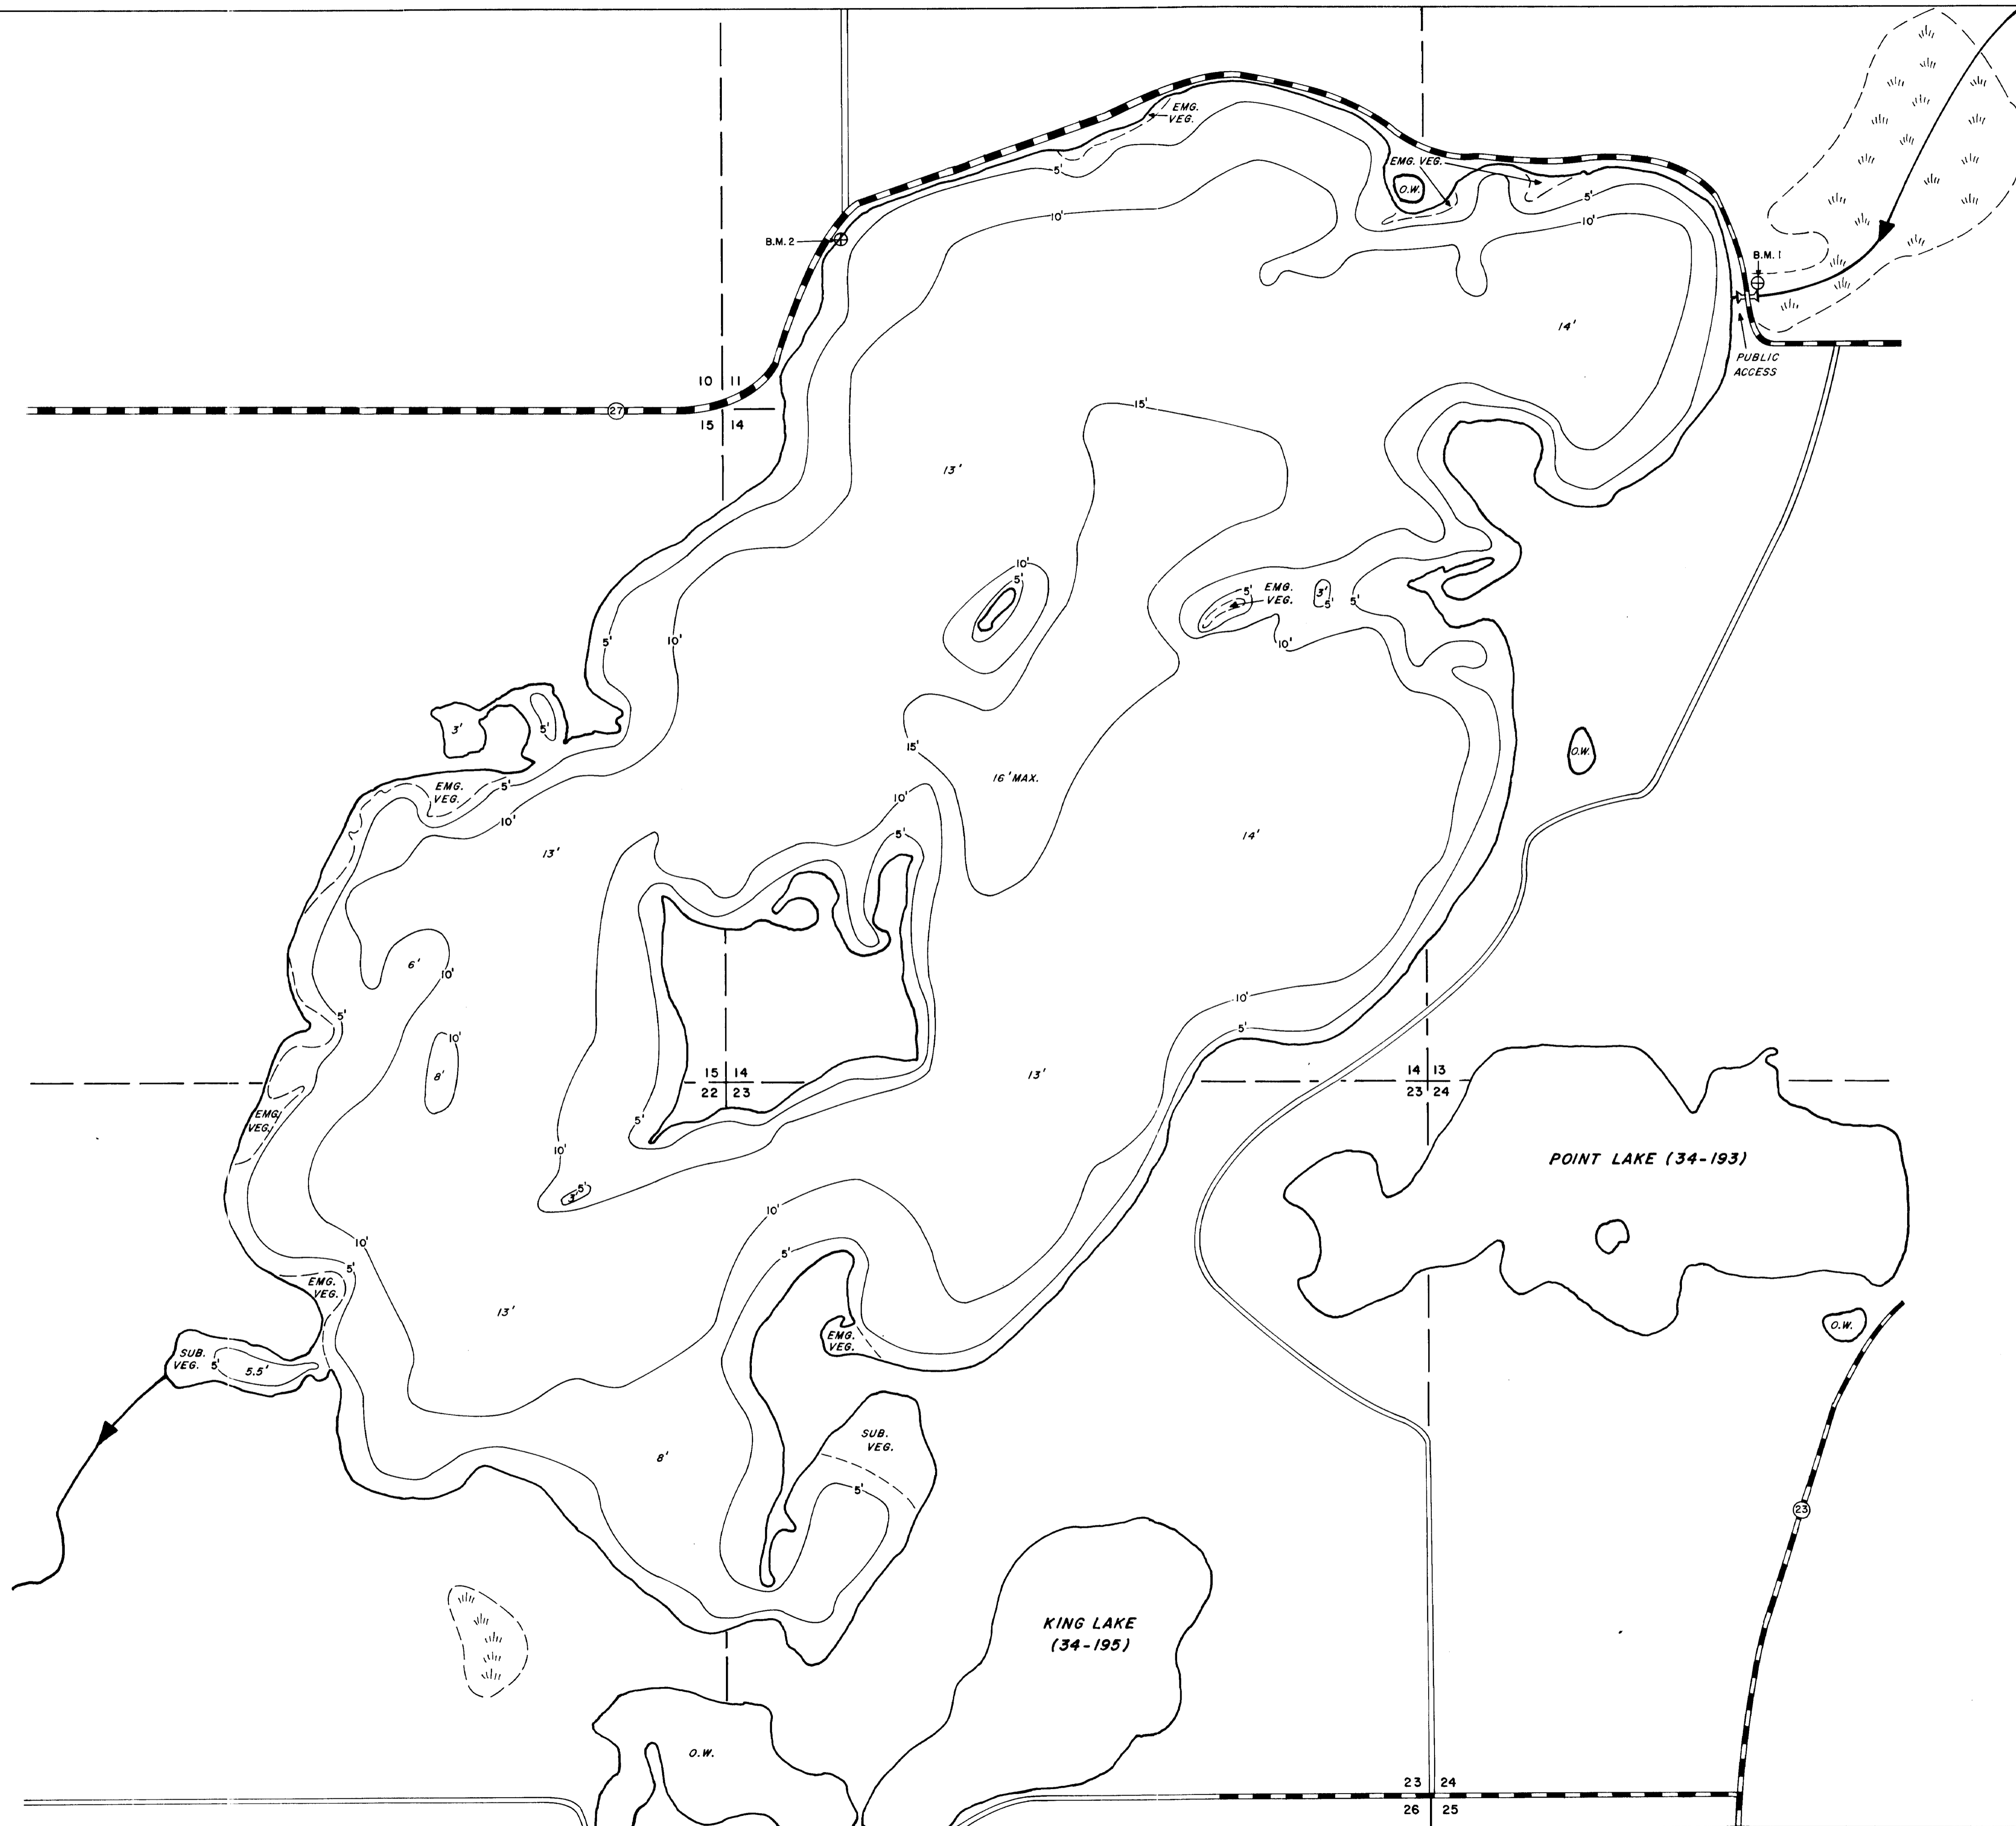 EMG.
VEG.
5'
EMG. VEG.
O.W.
5'
10'
10'
B.M. 2
B.M. 1
14'
PUBLIC
ACCESS
10 11
27
15 14
15'
13'
10'
5'
5'
EMG.
VEG.
3'
5'
5'
10'
5'
10'
3'
5'
15'
O.W.
16' MAX.
EMG.
VEG.
5'
10'
10'
5'
13'
14'
6'
10'
10'
5'
5'
10'
8'
13'
15 14
22 23
14 13
23 24
EMG.
VEG.
5'
10'
POINT LAKE (34-193)
5'
3'
10'
10'
5'
5'
EMG.
VEG.
13'
O.W.
EMG.
VEG.
SUB.
VEG.
5'
5.5'
SUB.
VEG.
8'
5'
23
KING LAKE
(34-195)
O.W.
23 24
26 25